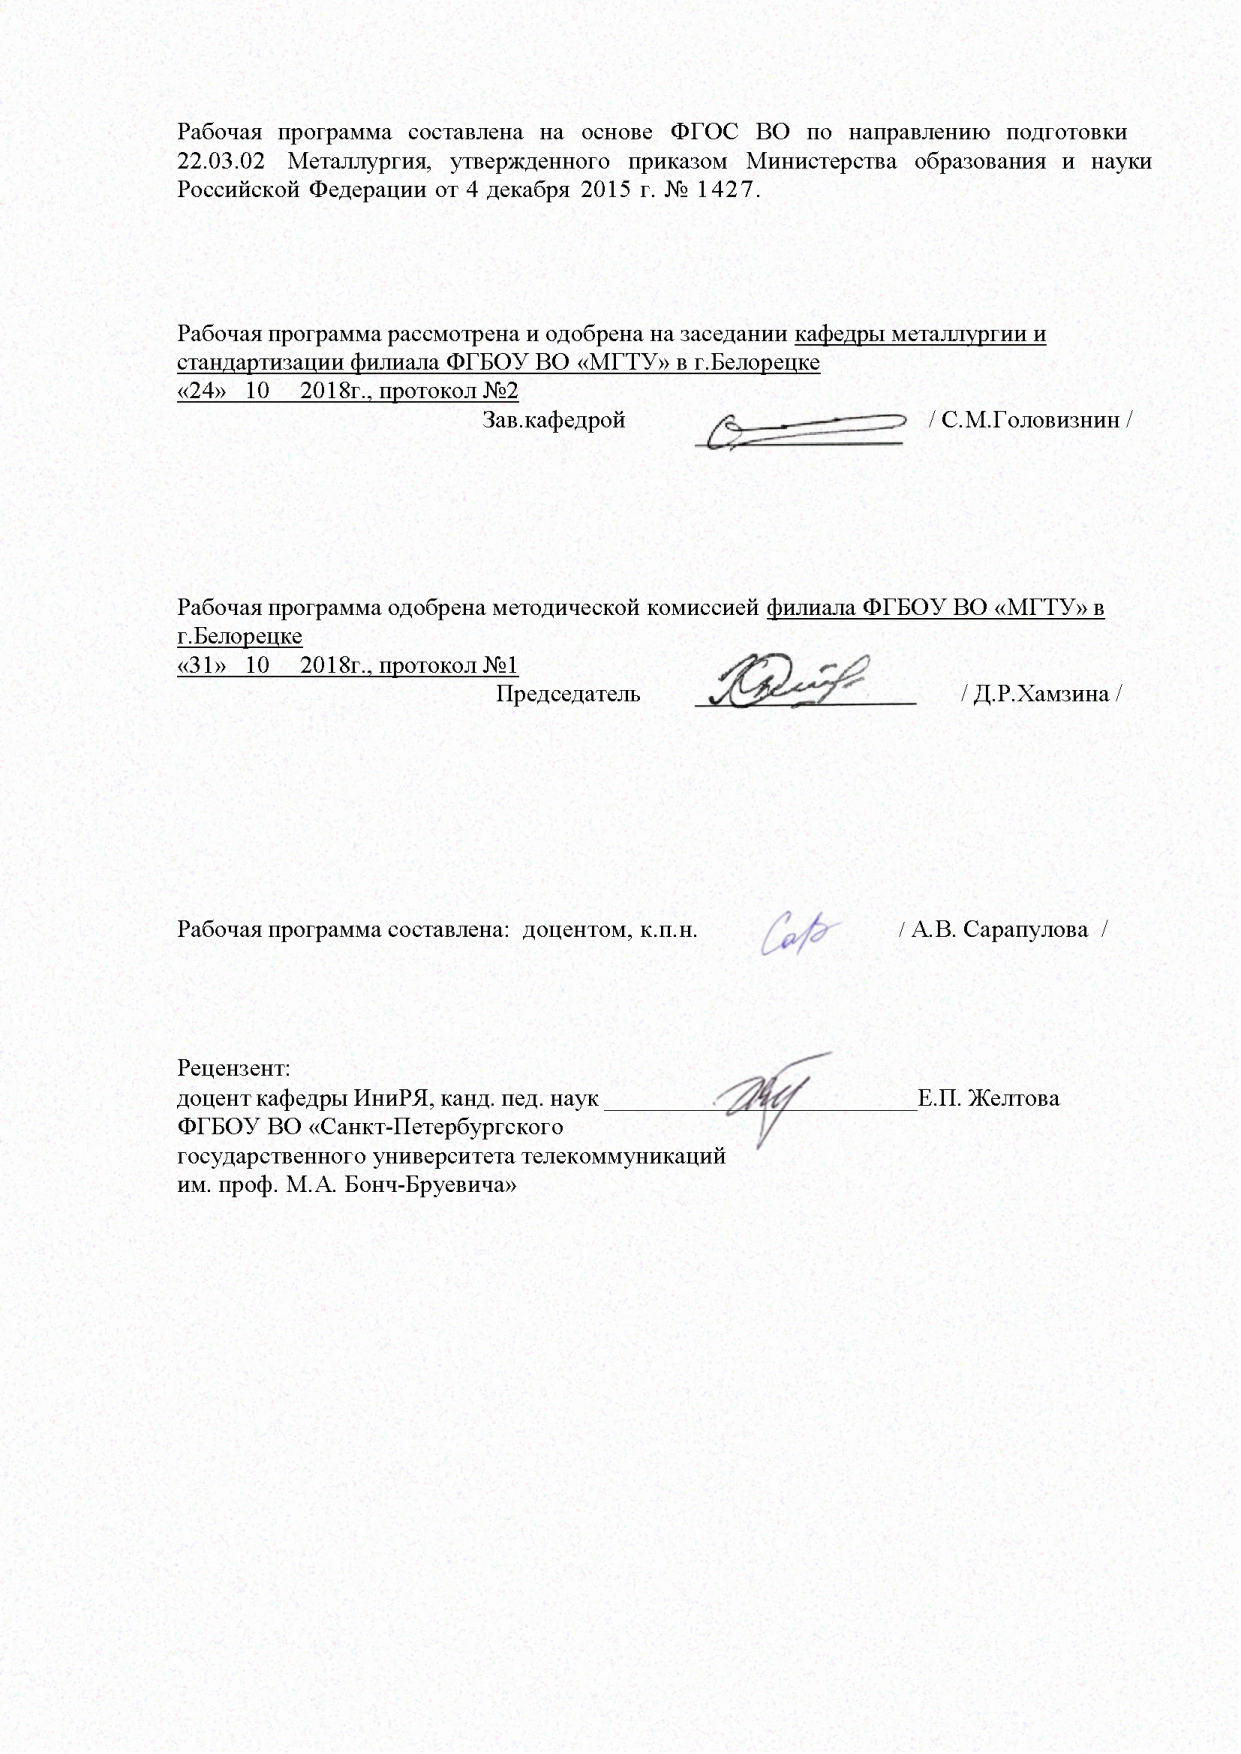 Рабочая программа составлена на основе ФГОС ВО по направлению подготовки
22.03.02 Металлургия, утвержденного приказом Министерства образования и науки
Российской Федерации от 4 декабря 2015 г. № 1427.
Рабочая программа рассмотрена и одобрена на заседании кафедры металлургии и
стандартизации филиала ФГБОУ ВО «МГТУ» в г.Белорецке
«24» 10 2018г., протокол №2
Зав.кафедрой / С.М.Головизнин /
Рабочая программа одобрена методической комиссией филиала ФГБОУ ВО «МГТУ» в
г.Белорецке
«31» 10 2018г., протокол №1
Председатель / Д.Р.Хамзина /
Рабочая программа составлена: доцентом, к.п.н. / А.В. Сарапулова /
Рецензент:
доцент кафедры ИниРЯ, канд. пед. наук Е.П. Желтова
ФГБОУ ВО «Санкт-Петербургского
государственного университета телекоммуникаций
им. проф. М.А. Бонч-Бруевича»